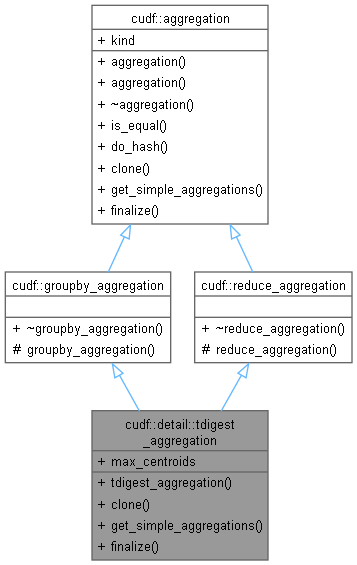 cudf::aggregation
+ kind
+ aggregation()
+ aggregation()
+ ~aggregation()
+ is_equal()
+ do_hash()
+ clone()
+ get_simple_aggregations()
+ finalize()
cudf::groupby_aggregation
+ ~groupby_aggregation()
# groupby_aggregation()
cudf::reduce_aggregation
+ ~reduce_aggregation()
# reduce_aggregation()
cudf::detail::tdigest
_aggregation
+ max_centroids
+ tdigest_aggregation()
+ clone()
+ get_simple_aggregations()
+ finalize()